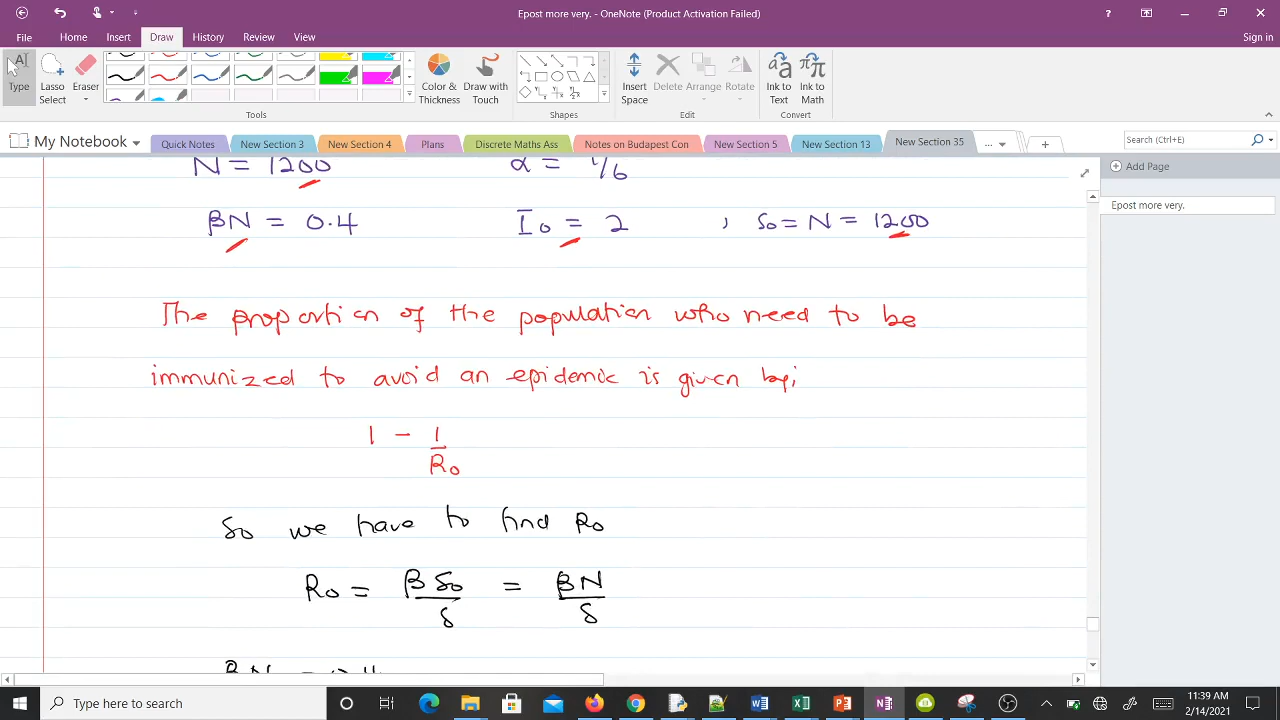 Epost more very. - OneNote (Product Activation Failed)
?
Sign in
File Home Insert Draw History Review View
Type Lasso Select Eraser Color & Thickness Draw with Touch Insert Space Delete Arrange Rotate Ink to Text Ink to Math
Tools Shapes Edit Convert
My Notebook Quick Notes New Section 3 New Section 4 Plans Discrete Maths Ass Notes on Budapest Con New Section 5 New Section 13 New Section 35 ... Search (Ctrl+E)
Add Page
Epost more very.
N = 1200 α = 1/6
βN = 0.4 I₀ = 2 , S₀ = N = 1200
The proportion of the population who need to be
immunized to avoid an epidemic is given by;
1 - 1/R₀
So we have to find R₀
R₀ = βS₀/δ = βN/δ
βN = 0.4
Type here to search
11:39 AM
2/14/2021